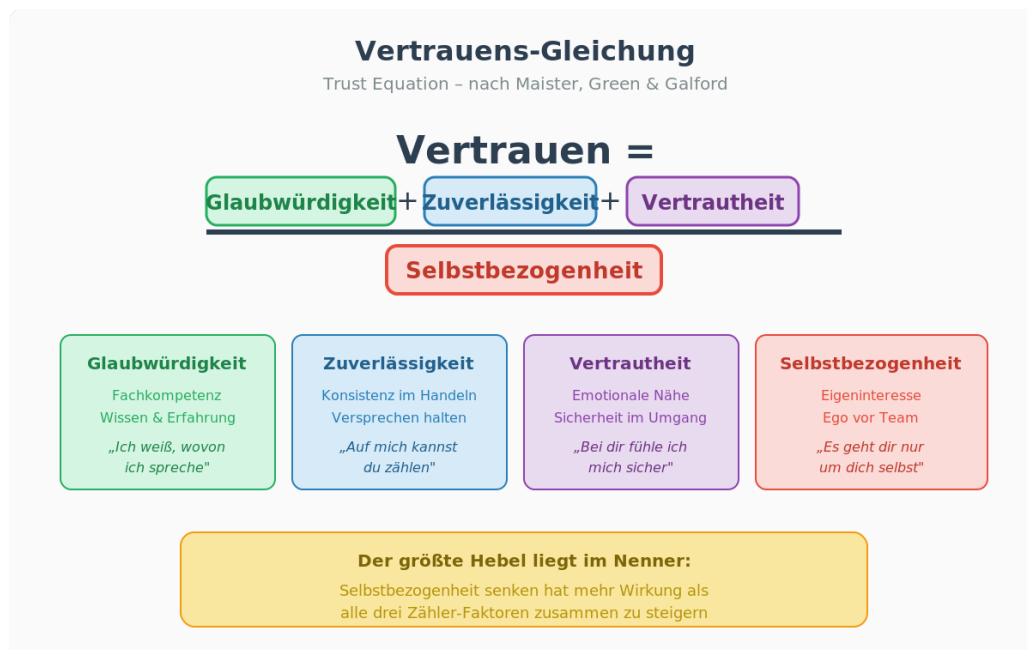 Vertrauens-Gleichung
Trust Equation – nach Maister, Green & Galford
Vertrauen =
Glaubwürdigkeit + Zuverlässigkeit + Vertrautheit
Selbstbezogenheit
Glaubwürdigkeit
Fachkompetenz
Wissen & Erfahrung
„Ich weiß, wovon
ich spreche"
Zuverlässigkeit
Konsistenz im Handeln
Versprechen halten
„Auf mich kannst
du zählen"
Vertrautheit
Emotionale Nähe
Sicherheit im Umgang
„Bei dir fühle ich
mich sicher"
Selbstbezogenheit
Eigeninteresse
Ego vor Team
„Es geht dir nur
um dich selbst"
Der größte Hebel liegt im Nenner:
Selbstbezogenheit senken hat mehr Wirkung als
alle drei Zähler-Faktoren zusammen zu steigern